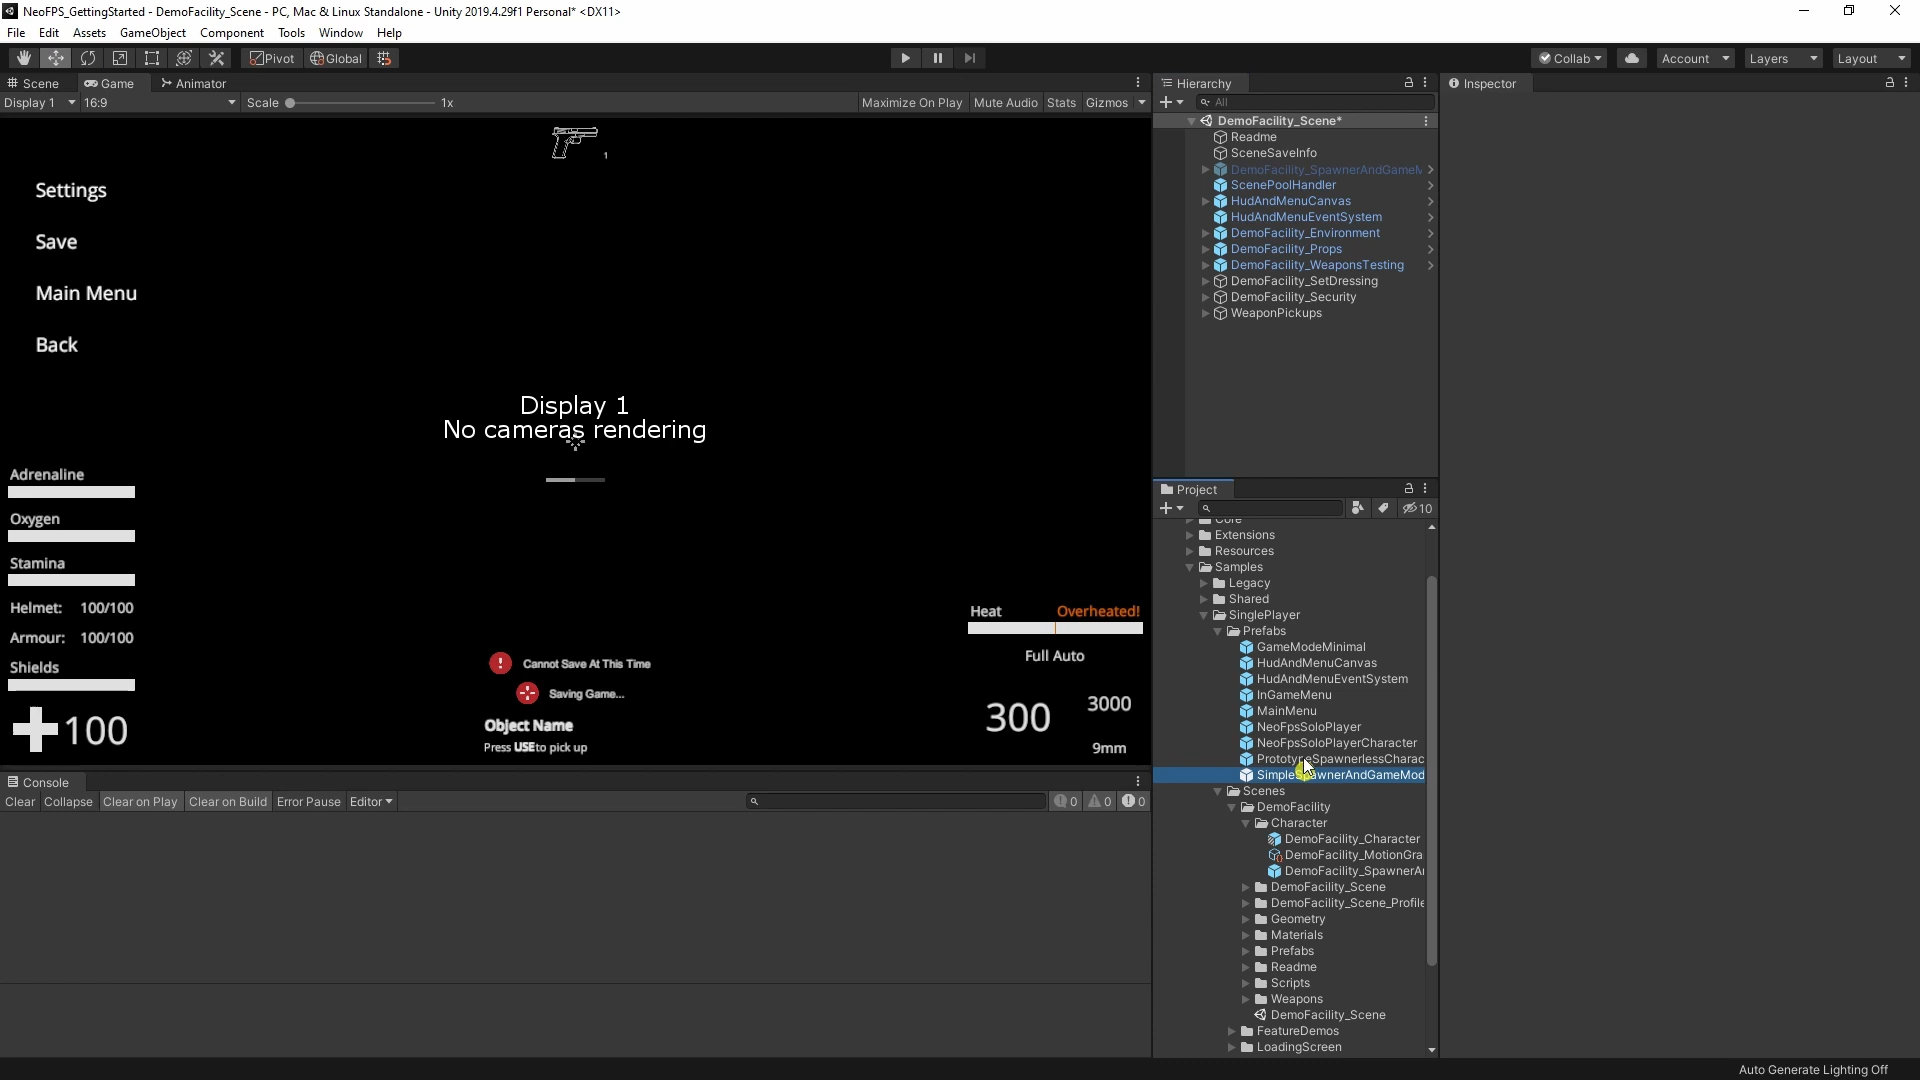 NeoFPS_GettingStarted - DemoFacility_Scene - PC, Mac & Linux Standalone - Unity 2019.4.29f1 Personal* <DX11>
File Edit Assets GameObject Component Tools Window Help
Pivot Global Collab Account Layers Layout
Scene Game Animator
Display 1 16:9 Scale 1x Maximize On Play Mute Audio Stats Gizmos
1
Settings
Save
Main Menu
Back
Display 1
No cameras rendering
Adrenaline
Oxygen
Stamina
Helmet: 100/100
Armour: 100/100
Shields
100
Cannot Save At This Time
Saving Game...
Object Name
Press USE to pick up
Heat Overheated!
Full Auto
300 3000
9mm
Console
Clear Collapse Clear on Play Clear on Build Error Pause Editor 0 0 0
Hierarchy
All
DemoFacility_Scene*
Readme
SceneSaveInfo
DemoFacility_SpawnerAndGameM
ScenePoolHandler
HudAndMenuCanvas
HudAndMenuEventSystem
DemoFacility_Environment
DemoFacility_Props
DemoFacility_WeaponsTesting
DemoFacility_SetDressing
DemoFacility_Security
WeaponPickups
Project
10
Core
Extensions
Resources
Samples
Legacy
Shared
SinglePlayer
Prefabs
GameModeMinimal
HudAndMenuCanvas
HudAndMenuEventSystem
InGameMenu
MainMenu
NeoFpsSoloPlayer
NeoFpsSoloPlayerCharacter
PrototypeSpawnerlessCharac
SimpleSpawnerAndGameMod
Scenes
DemoFacility
Character
DemoFacility_Character
DemoFacility_MotionGra
DemoFacility_SpawnerAn
DemoFacility_Scene
DemoFacility_Scene_Profile
Geometry
Materials
Prefabs
Readme
Scripts
Weapons
DemoFacility_Scene
FeatureDemos
LoadingScreen
Inspector
Auto Generate Lighting Off